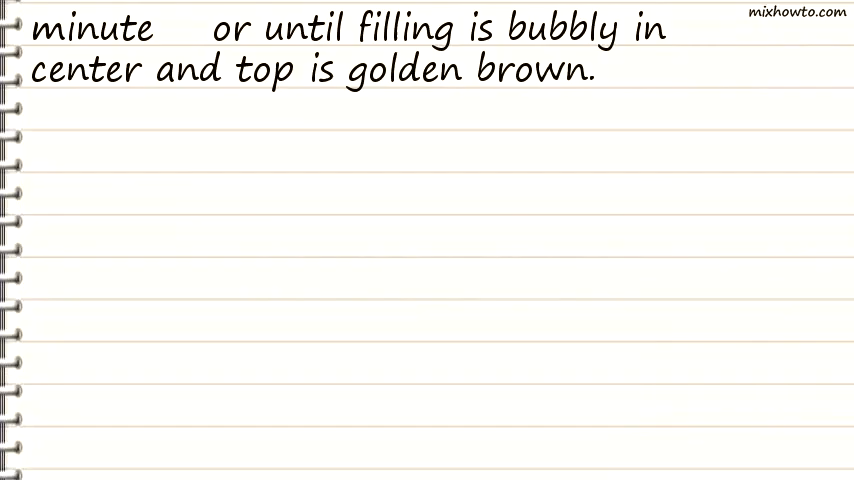 mixhowto.com
minute or until filling is bubbly in
center and top is golden brown.